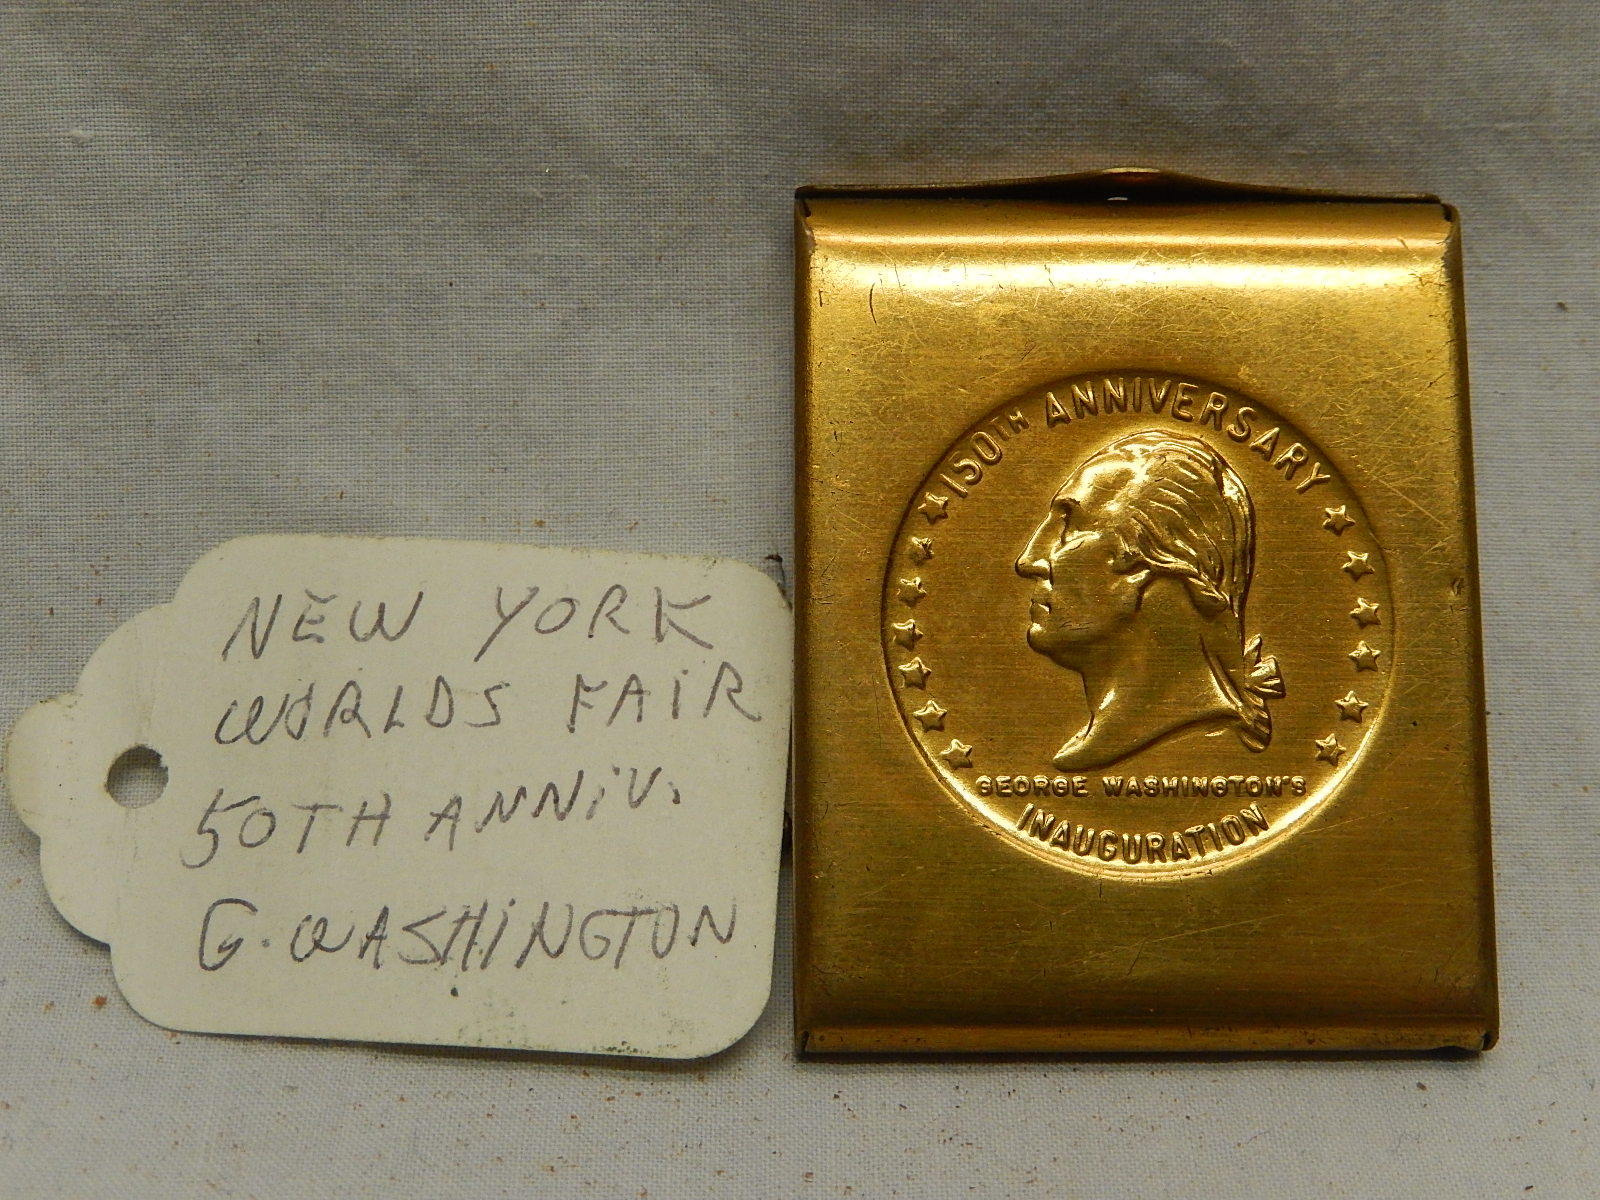 NEW YORK
WORLDS FAIR
50TH ANNIV.
G. WASHINGTON
150TH ANNIVERSARY
GEORGE WASHINGTON'S
INAUGURATION